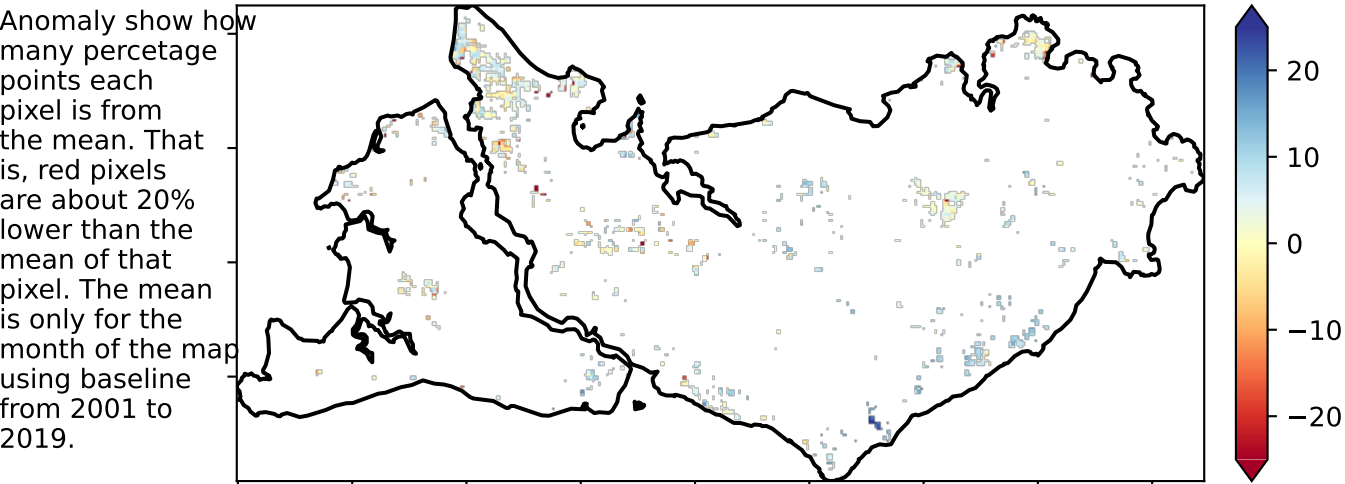 Anomaly show how
many percetage
points each
pixel is from
the mean. That
is, red pixels
are about 20%
lower than the
mean of that
pixel. The mean
is only for the
month of the map
using baseline
from 2001 to
2019.
20
10
0
−10
−20